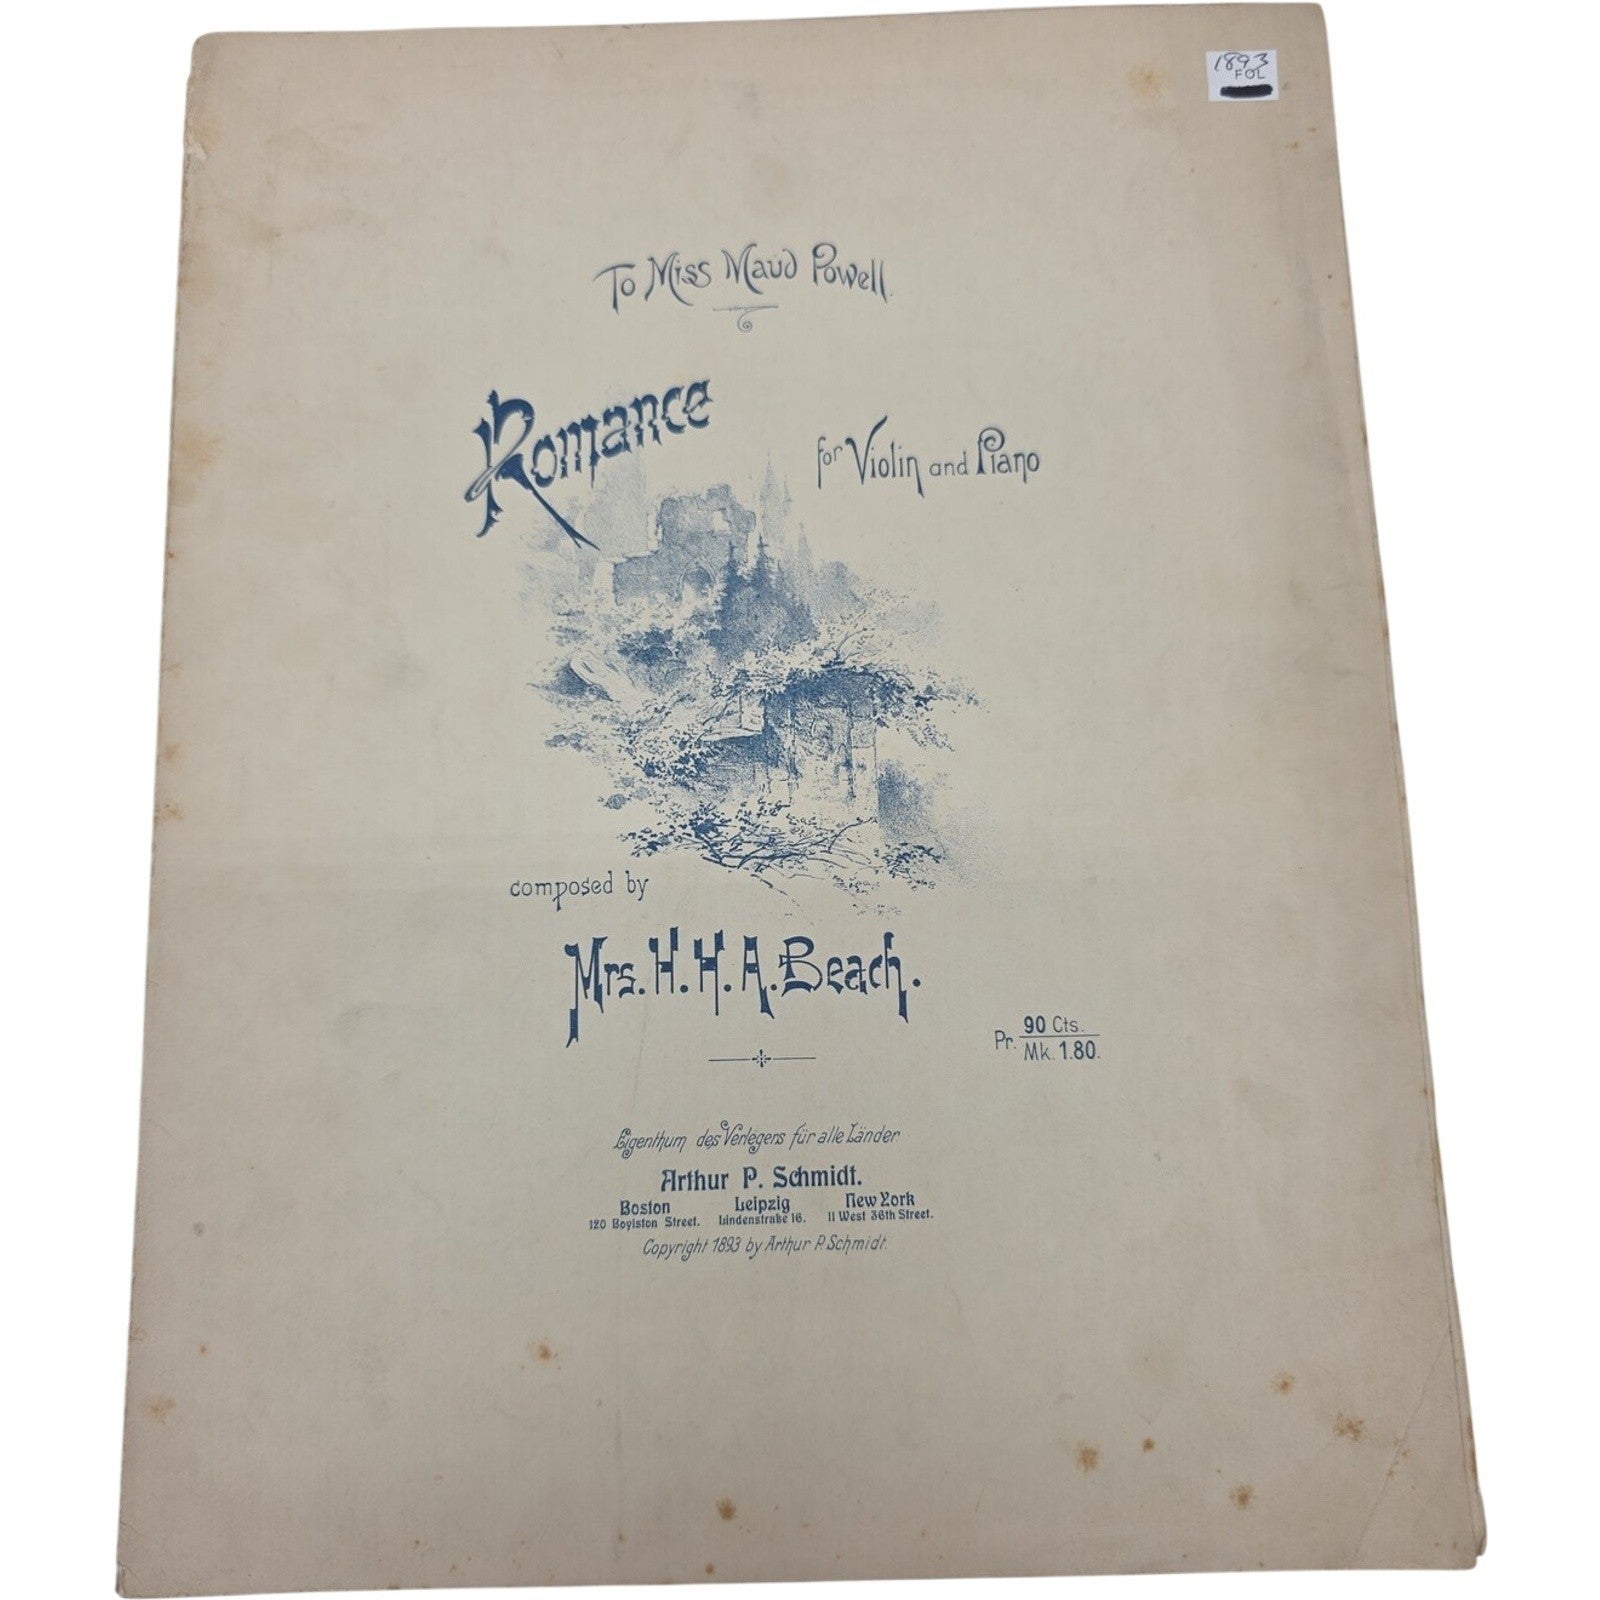 1893
FOL
To Miss Maud Powell.
Romance
for Violin and Piano
composed by
Mrs. H. H. A. Beach.
Pr. 90 Cts.
Mk. 1.80.
Eigenthum des Verlegers für alle Länder
Arthur P. Schmidt.
Boston Leipzig New York
120 Boylston Street. Lindenstraße 16. 11 West 36th Street.
Copyright 1893 by Arthur P. Schmidt.